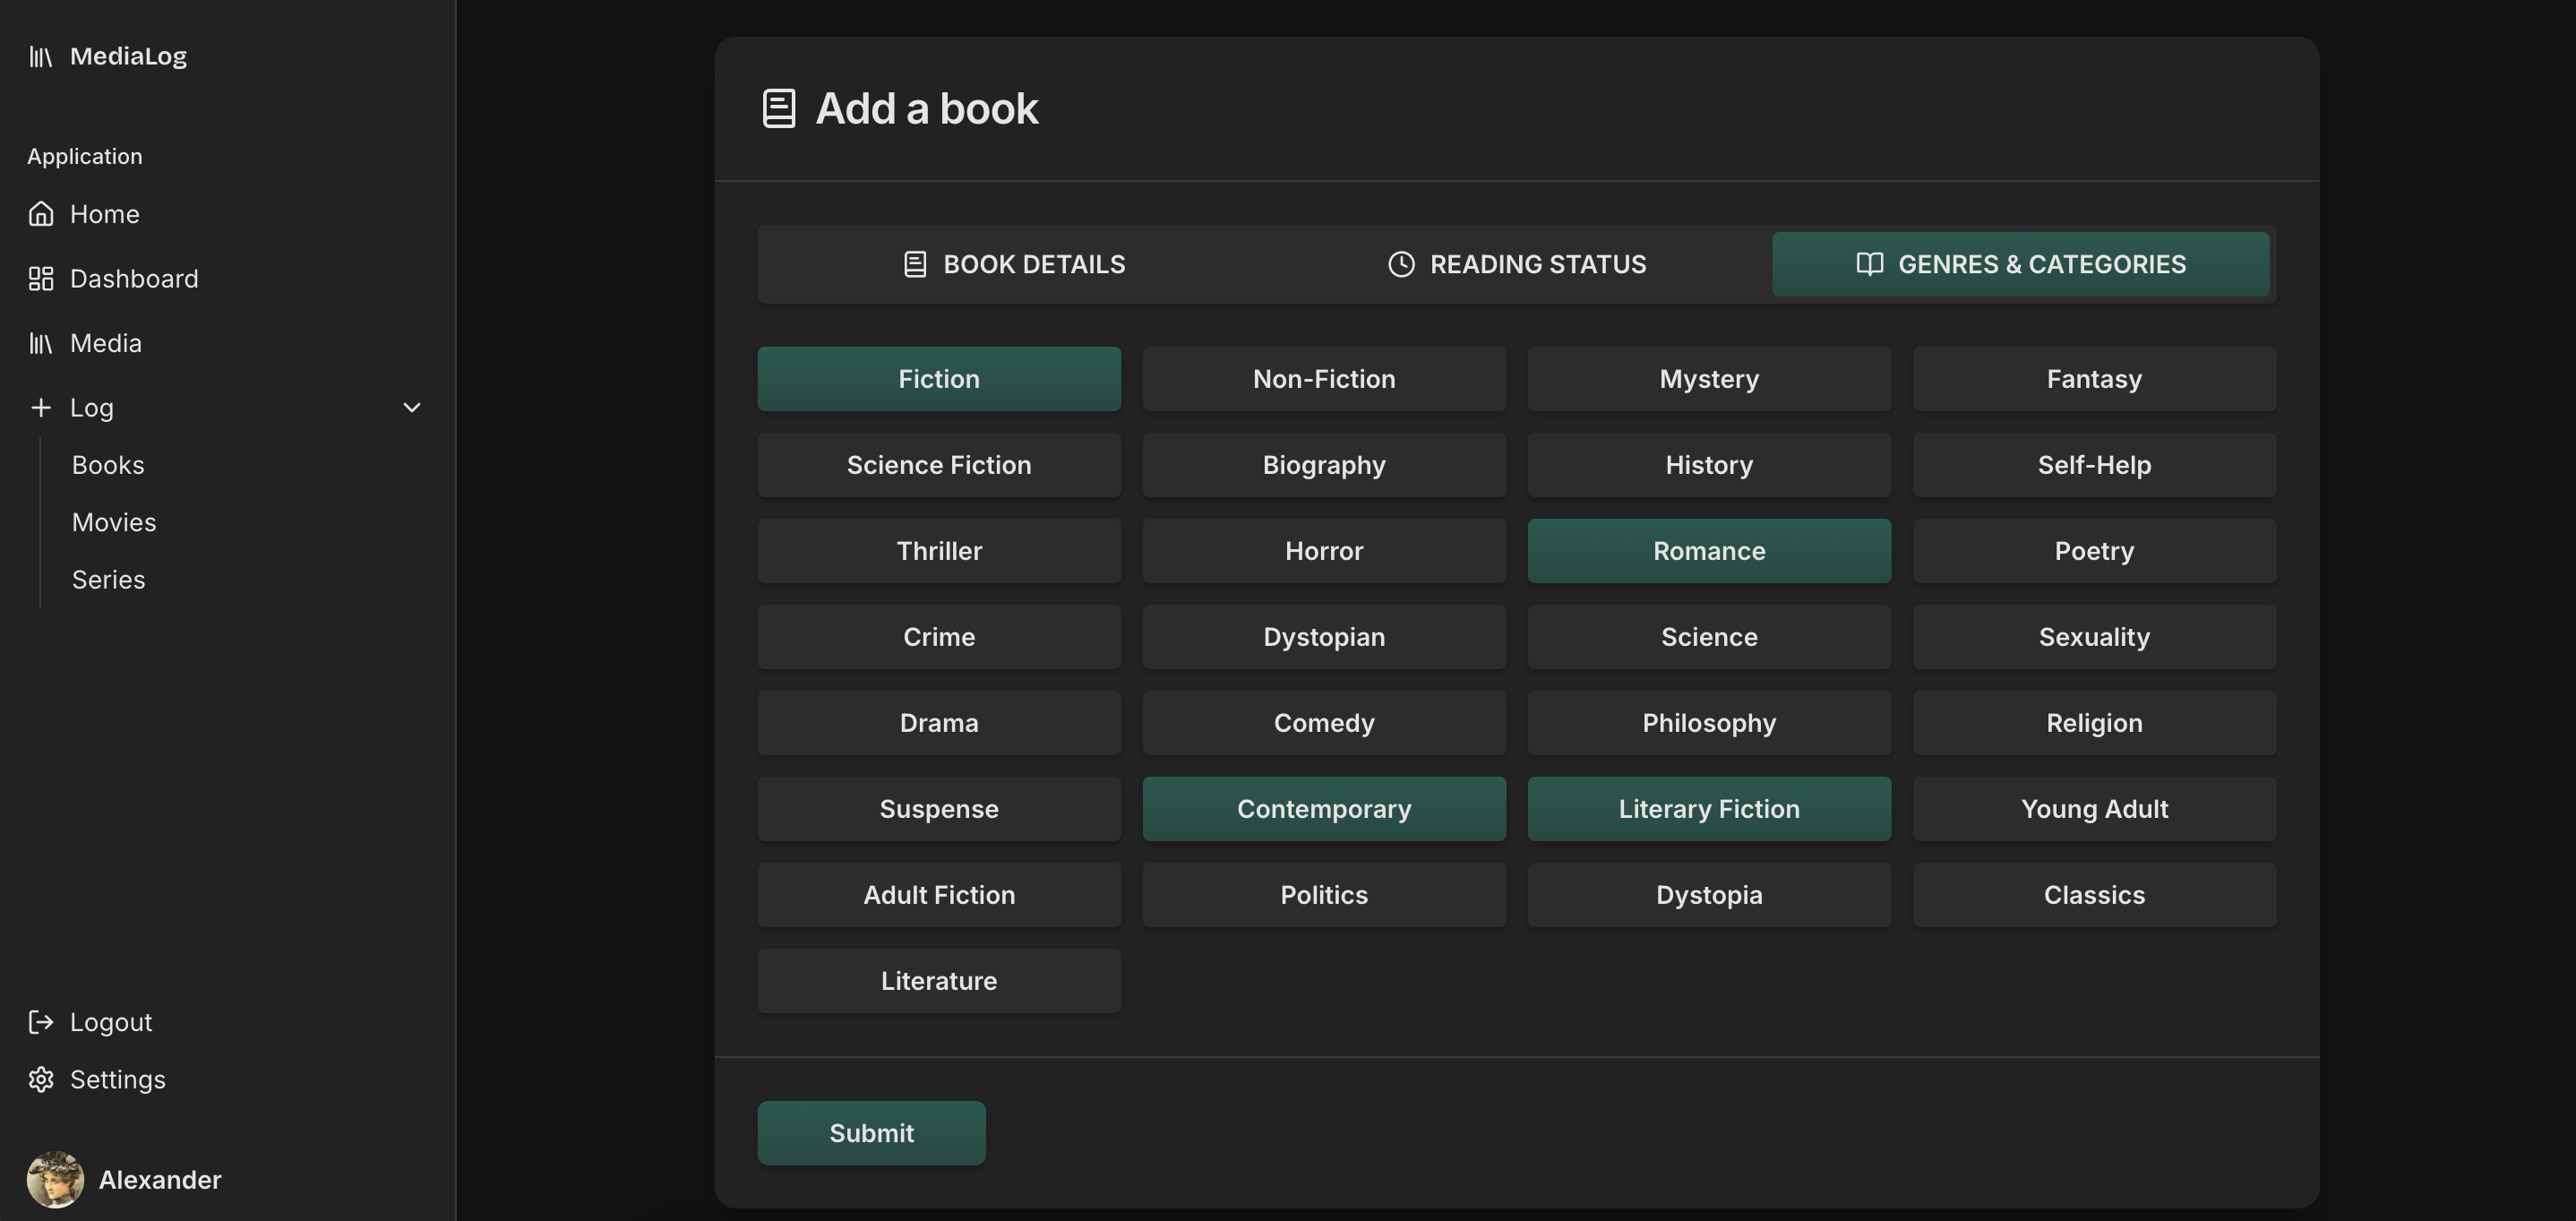 MediaLog
Application
Home
Dashboard
Media
Log
Books
Movies
Series
Logout
Settings
Alexander
Add a book
BOOK DETAILS
READING STATUS
GENRES & CATEGORIES
Fiction
Non-Fiction
Mystery
Fantasy
Science Fiction
Biography
History
Self-Help
Thriller
Horror
Romance
Poetry
Crime
Dystopian
Science
Sexuality
Drama
Comedy
Philosophy
Religion
Suspense
Contemporary
Literary Fiction
Young Adult
Adult Fiction
Politics
Dystopia
Classics
Literature
Submit